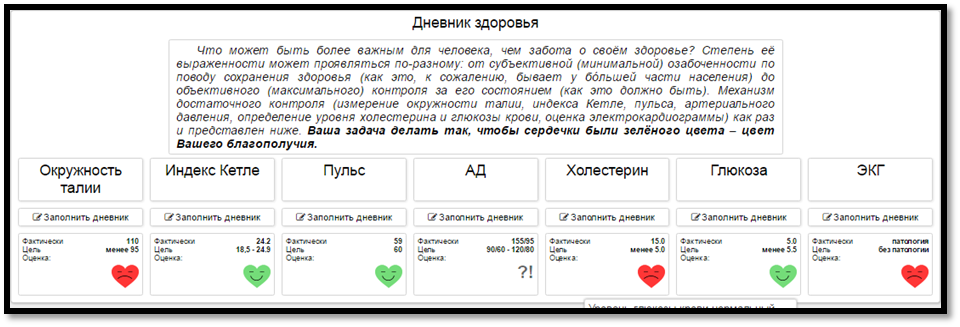 Дневник здоровья
Что может быть более важным для человека, чем забота о своём здоровье? Степень её
выраженности может проявляться по-разному: от субъективной (минимальной) озабоченности по
поводу сохранения здоровья (как это, к сожалению, бывает у бо́льшей части населения) до
объективного (максимального) контроля за его состоянием (как это должно быть). Механизм
достаточного контроля (измерение окружности талии, индекса Кетле, пульса, артериального
давления, определение уровня холестерина и глюкозы крови, оценка электрокардиограммы) как раз
и представлен ниже. Ваша задача делать так, чтобы сердечки были зелёного цвета – цвет
Вашего благополучия.
Окружность
талии
Индекс Кетле
Пульс
АД
Холестерин
Глюкоза
ЭКГ
Заполнить дневник
Заполнить дневник
Заполнить дневник
Заполнить дневник
Заполнить дневник
Заполнить дневник
Заполнить дневник
Фактически 110
Цель менее 95
Оценка:
Фактически 24.2
Цель 18,5 - 24.9
Оценка:
Фактически 59
Цель 60
Оценка:
Фактически 155/95
Цель 90/60 - 120/80
Оценка:
?!
Фактически 15.0
Цель менее 5.0
Оценка:
Фактически 5.0
Цель менее 5.5
Оценка:
Фактически патология
Цель без патологии
Оценка:
Уровень глюкозы крови нормальный